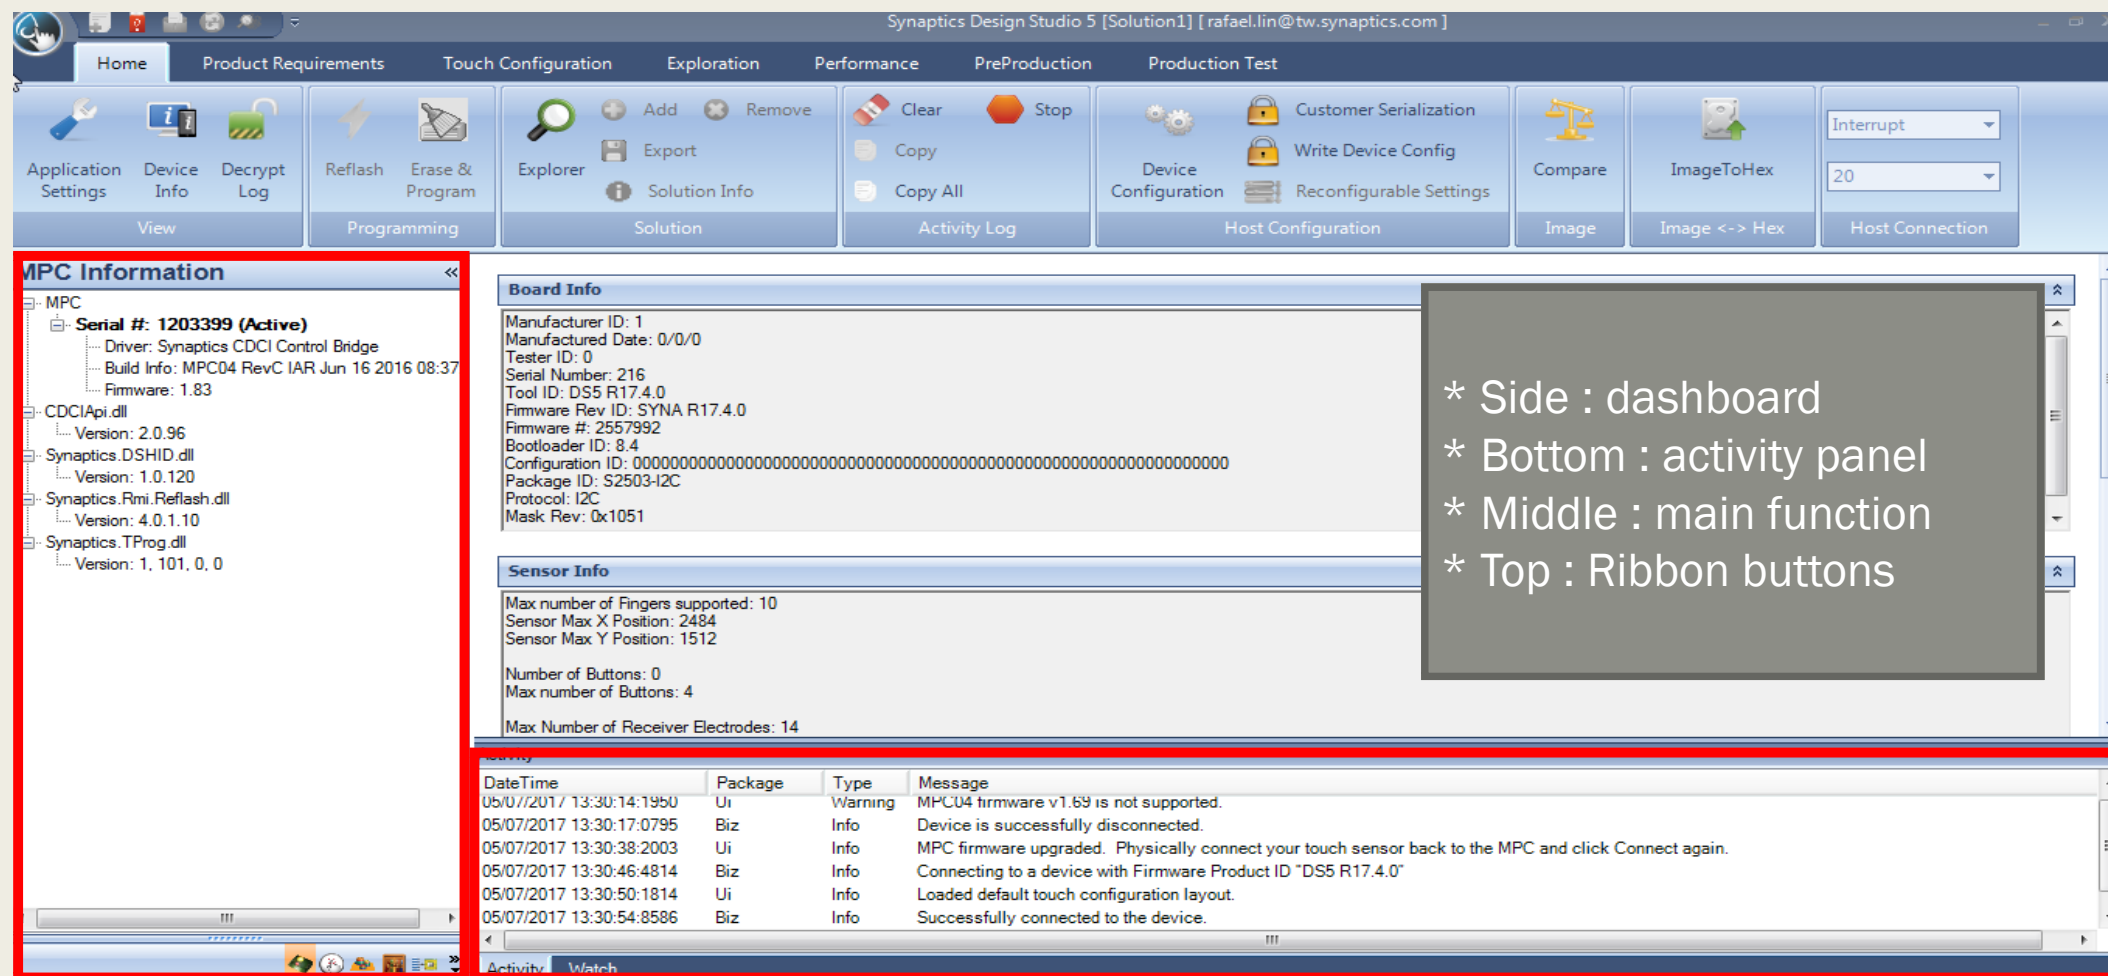 Synaptics Design Studio 5 [Solution1] [ rafael.lin@tw.synaptics.com ]
Home Product Requirements Touch Configuration Exploration Performance PreProduction Production Test
Application Settings
Device Info
Decrypt Log
View
Reflash
Erase & Program
Programming
Explorer
Add
Remove
Export
Solution Info
Solution
Clear
Stop
Copy
Copy All
Activity Log
Device Configuration
Customer Serialization
Write Device Config
Reconfigurable Settings
Host Configuration
Compare
Image
ImageToHex
Image <-> Hex
Interrupt
20
Host Connection
MPC Information
MPC
Serial #: 1203399 (Active)
Driver: Synaptics CDCI Control Bridge
Build Info: MPC04 RevC IAR Jun 16 2016 08:37
Firmware: 1.83
CDCIApi.dll
Version: 2.0.96
Synaptics.DSHID.dll
Version: 1.0.120
Synaptics.Rmi.Reflash.dll
Version: 4.0.1.10
Synaptics.TProg.dll
Version: 1, 101, 0, 0
Board Info
Manufacturer ID: 1
Manufactured Date: 0/0/0
Tester ID: 0
Serial Number: 216
Tool ID: DS5 R17.4.0
Firmware Rev ID: SYNA R17.4.0
Firmware #: 2557992
Bootloader ID: 8.4
Configuration ID: 0000000000000000000000000000000000000000000000000000000000000000
Package ID: S2503-I2C
Protocol: I2C
Mask Rev: 0x1051
Sensor Info
Max number of Fingers supported: 10
Sensor Max X Position: 2484
Sensor Max Y Position: 1512
Number of Buttons: 0
Max number of Buttons: 4
Max Number of Receiver Electrodes: 14
* Side : dashboard
* Bottom : activity panel
* Middle : main function
* Top : Ribbon buttons
Activity
DateTime Package Type Message
05/07/2017 13:30:14:1950 Ui Warning MPC04 firmware v1.69 is not supported.
05/07/2017 13:30:17:0795 Biz Info Device is successfully disconnected.
05/07/2017 13:30:38:2003 Ui Info MPC firmware upgraded. Physically connect your touch sensor back to the MPC and click Connect again.
05/07/2017 13:30:46:4814 Biz Info Connecting to a device with Firmware Product ID "DS5 R17.4.0"
05/07/2017 13:30:50:1814 Ui Info Loaded default touch configuration layout.
05/07/2017 13:30:54:8586 Biz Info Successfully connected to the device.
Activity Watch